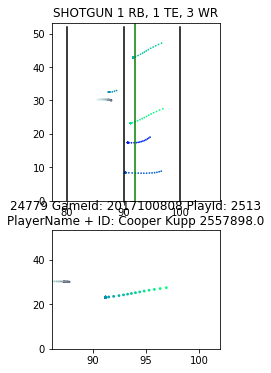 SHOTGUN 1 RB, 1 TE, 3 WR
50
40
30
20
10
0
80 90 100
24779 GameId: 2017100808 PlayId: 2513
PlayerName + ID: Cooper Kupp 2557898.0
40
20
0
90 95 100